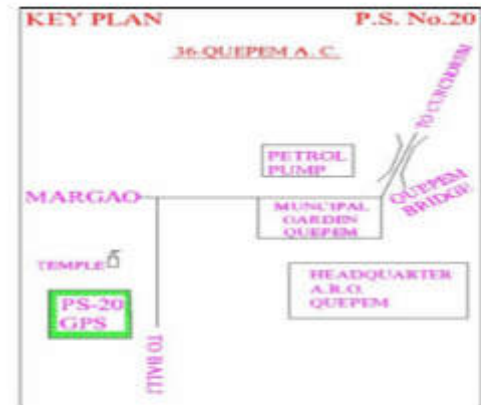 KEY PLAN
P.S. No.20
36-QUEPEM A. C.
TO CURCHOREM
PETROL
PUMP
QUEPEM
BRIDGE
MARGAO
MUNCIPAL
GARDEN
QUEPEM
TEMPLE
HEADQUARTER
A.R.O.
QUEPEM
PS-20
GPS
TO BALLI